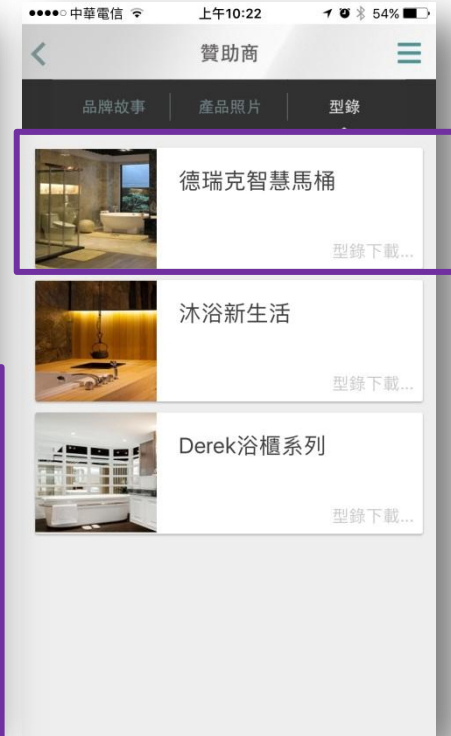 中華電信 上午10:22 54%
贊助商
品牌故事 產品照片 型錄
德瑞克智慧馬桶
型錄下載...
沐浴新生活
型錄下載...
Derek浴櫃系列
型錄下載...